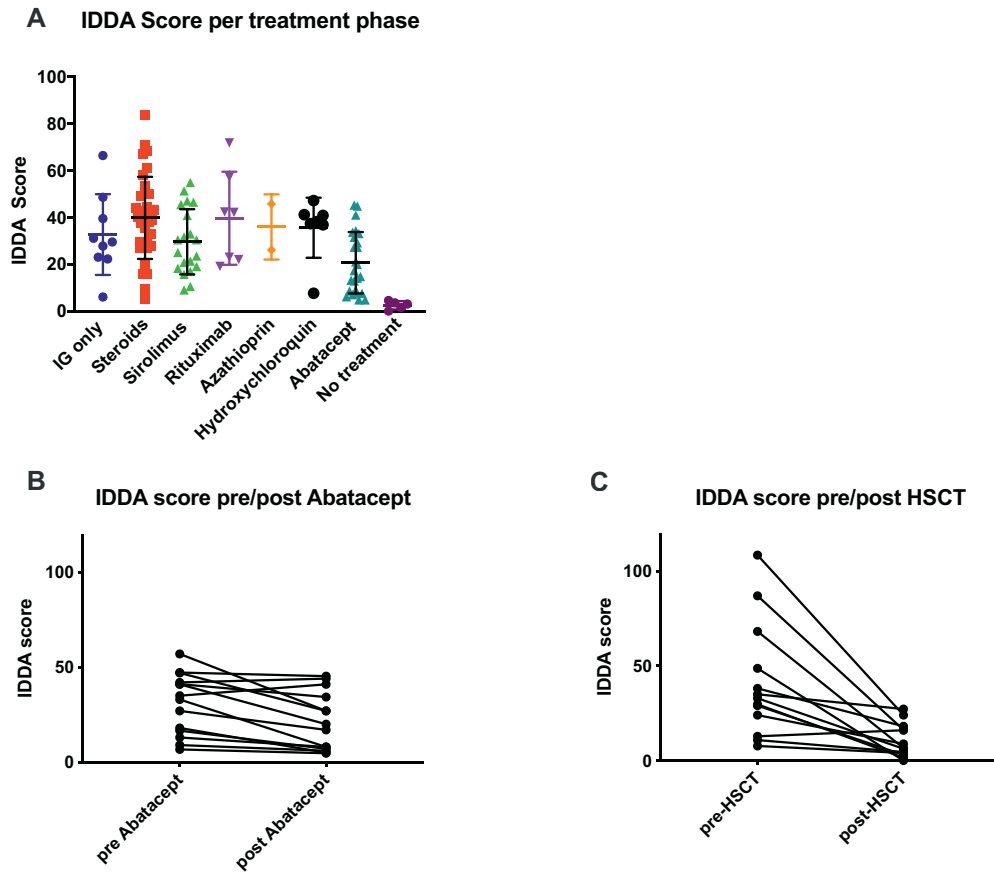 A IDDA Score per treatment phase
IDDA Score
100
80
60
40
20
0
IG only
Steroids
Sirolimus
Rituximab
Azathioprin
Hydroxychloroquin
Abatacept
No treatment
B IDDA score pre/post Abatacept
IDDA score
100
50
0
pre Abatacept
post Abatacept
C IDDA score pre/post HSCT
IDDA score
100
50
0
pre-HSCT
post-HSCT